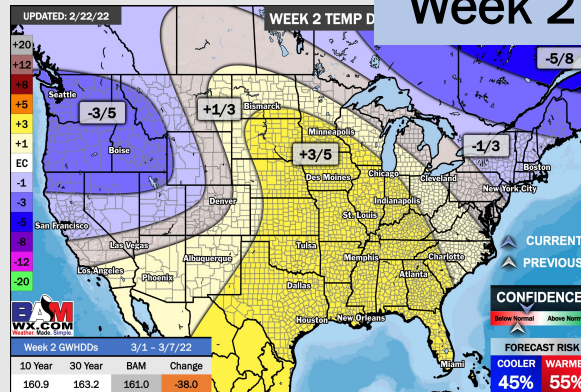 Week 2
UPDATED: 2/22/22
WEEK 2 TEMP D
+20
+12
+8
+5
+3
+1
EC
-1
-3
-5
-8
-12
-20
-5/8
Seattle
-3/5
+1/3
Bismarck
Minneapolis
-1/3
Boise
+3/5
Boston
Des Moines
Chicago
Cleveland
New York City
Denver
Indianapolis
St. Louis
San Francisco
Las Vegas
Albuquerque
Tulsa
Memphis
Charlotte
Los Angeles
Phoenix
Atlanta
Dallas
Houston
New Orleans
Miami
CURRENT
PREVIOUS
CONFIDENCE
Below Normal Above Norm
FORECAST RISK
COOLER WARME
45% 55%
BAM
WX.COM
Weather. Made. Simple.
Week 2 GWHDDs 3/1 – 3/7/22
10 Year 30 Year BAM Change
160.9 163.2 161.0 -38.0